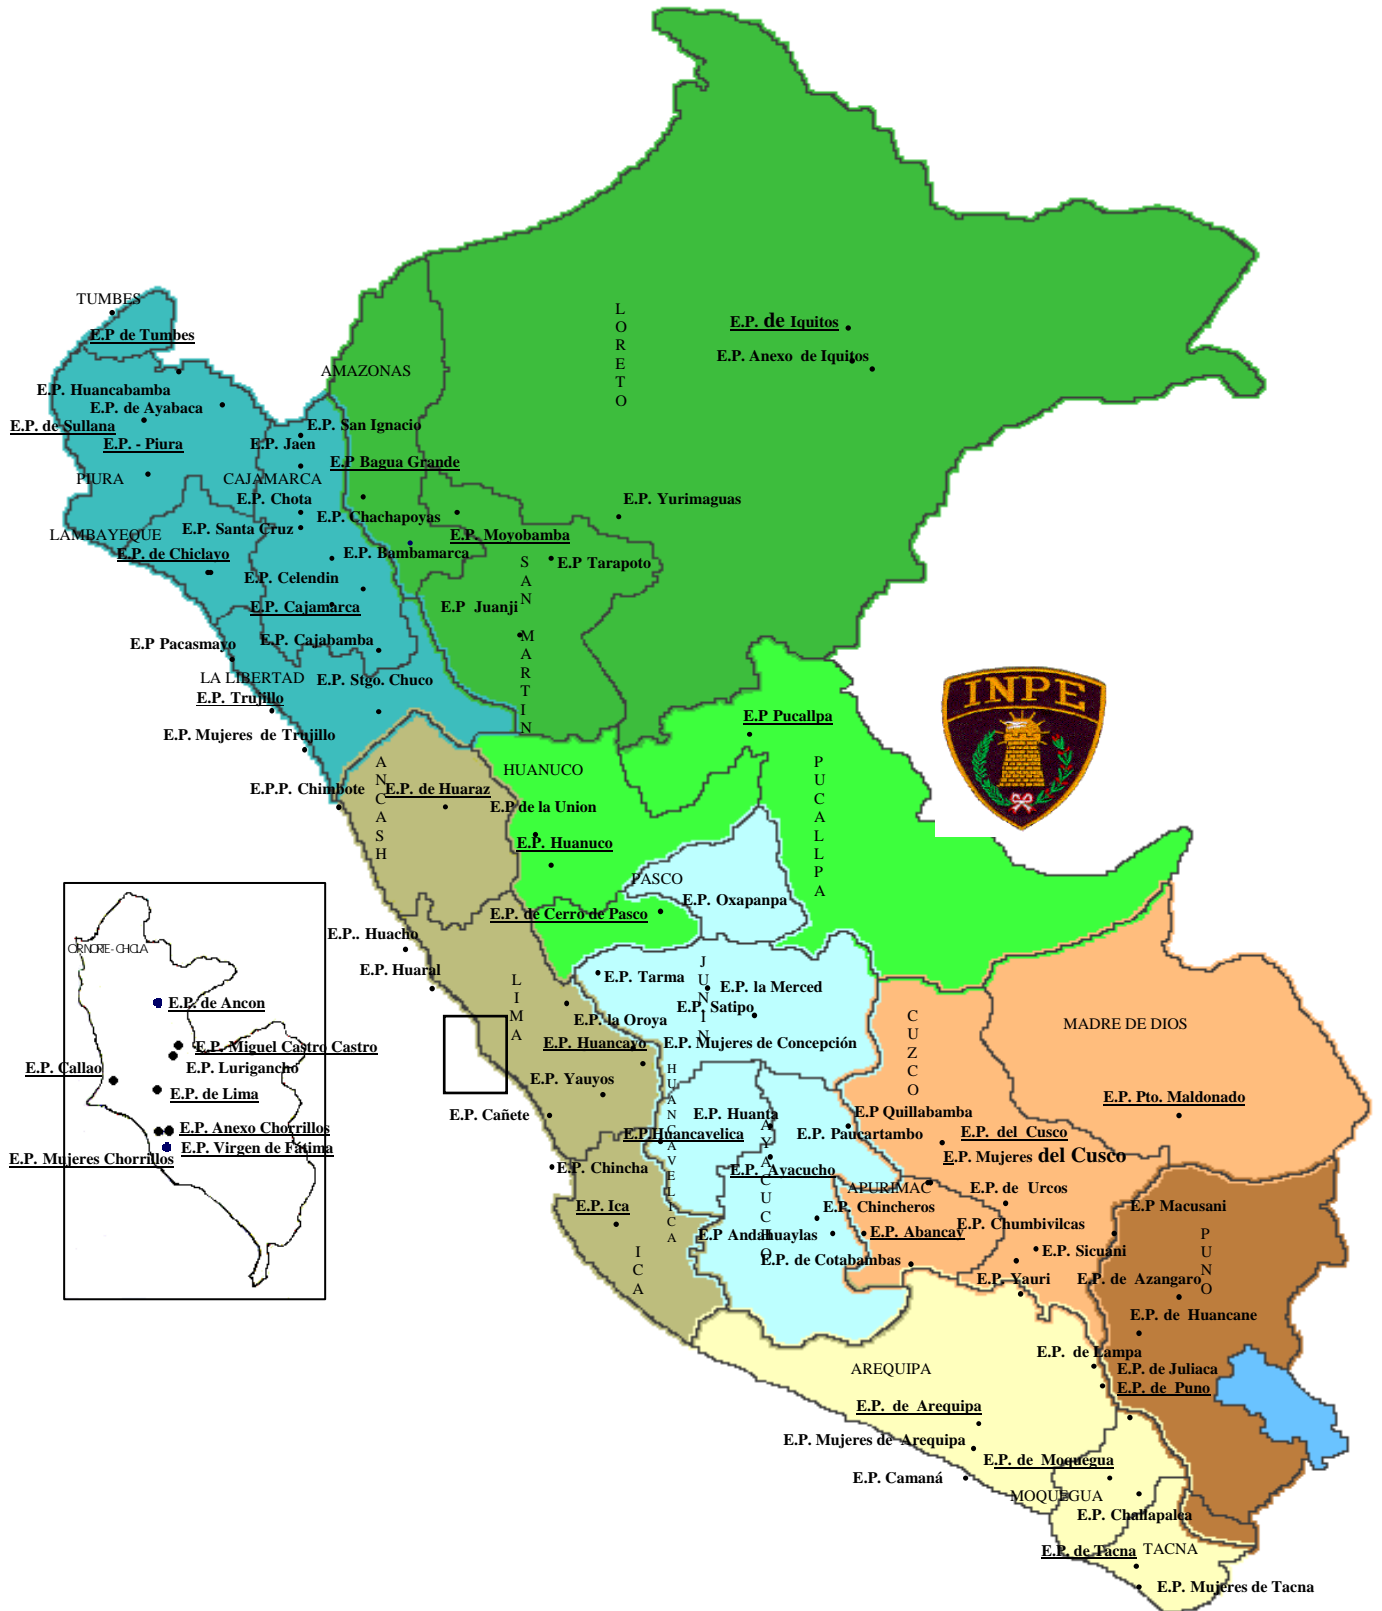 TUMBES
E.P de Tumbes
LORETO
E.P. de Iquitos
E.P. Anexo de Iquitos
AMAZONAS
E.P. Huancabamba
E.P. de Ayabaca
E.P. de Sullana
E.P. - Piura
E.P. San Ignacio
E.P. Jaen
E.P Bagua Grande
PIURA
CAJAMARCA
E.P. Chota
E.P. Chachapoyas
E.P. Yurimaguas
LAMBAYEQUE
E.P. Santa Cruz
E.P. Moyobamba
E.P. de Chiclayo
E.P. Bambamarca
E.P Tarapoto
SAN MARTIN
E.P. Celendin
E.P. Cajamarca
E.P Juanji
E.P Pacasmayo
E.P. Cajabamba
LA LIBERTAD
E.P. Stgo. Chuco
E.P. Trujillo
E.P. Mujeres de Trujillo
INPE
E.P Pucallpa
PUCALLPA
ANCASH
HUANUCO
E.P.P. Chimbote
E.P. de Huaraz
E.P de la Union
E.P. Huanuco
PASCO
E.P. Oxapanpa
E.P. de Cerro de Pasco
E.P.. Huacho
E.P. Huaral
LIMA
JUNIN
E.P. Tarma
E.P. la Merced
E.P. Satipo
E.P. la Oroya
E.P. Huancayo
E.P. Mujeres de Concepción
CUZCO
MADRE DE DIOS
E.P. Yauyos
HUANCAVELICA
E.P. Pto. Maldonado
E.P. Cañete
E.P. Huanta
E.P Quillabamba
AYACUCHO
E.P. Paucartambo
E.P. del Cusco
E.P.Huancavelica
E.P. Mujeres del Cusco
E.P. Chincha
E.P. Ayacucho
APURIMAC
E.P. de Urcos
E.P. Ica
E.P. Chincheros
E.P. Chumbivilcas
E.P Macusani
E.P AndaHuaylas
E.P. Abancay
E.P. Sicuani
PUNO
ICA
E.P. de Cotabambas
E.P. Yauri
E.P. de Azangaro
E.P. de Huancane
E.P. de Lampa
AREQUIPA
E.P. de Juliaca
E.P. de Puno
E.P. de Arequipa
E.P. Mujeres de Arequipa
E.P. de Moquegua
E.P. Camaná
MOQUEGUA
E.P. Challapalca
E.P. de Tacna
TACNA
E.P. Mujeres de Tacna
E.P. de Ancon
E.P. Miguel Castro Castro
E.P. Lurigancho
E.P. Callao
E.P. de Lima
E.P. Anexo Chorrillos
E.P. Virgen de Fátima
E.P. Mujeres Chorrillos